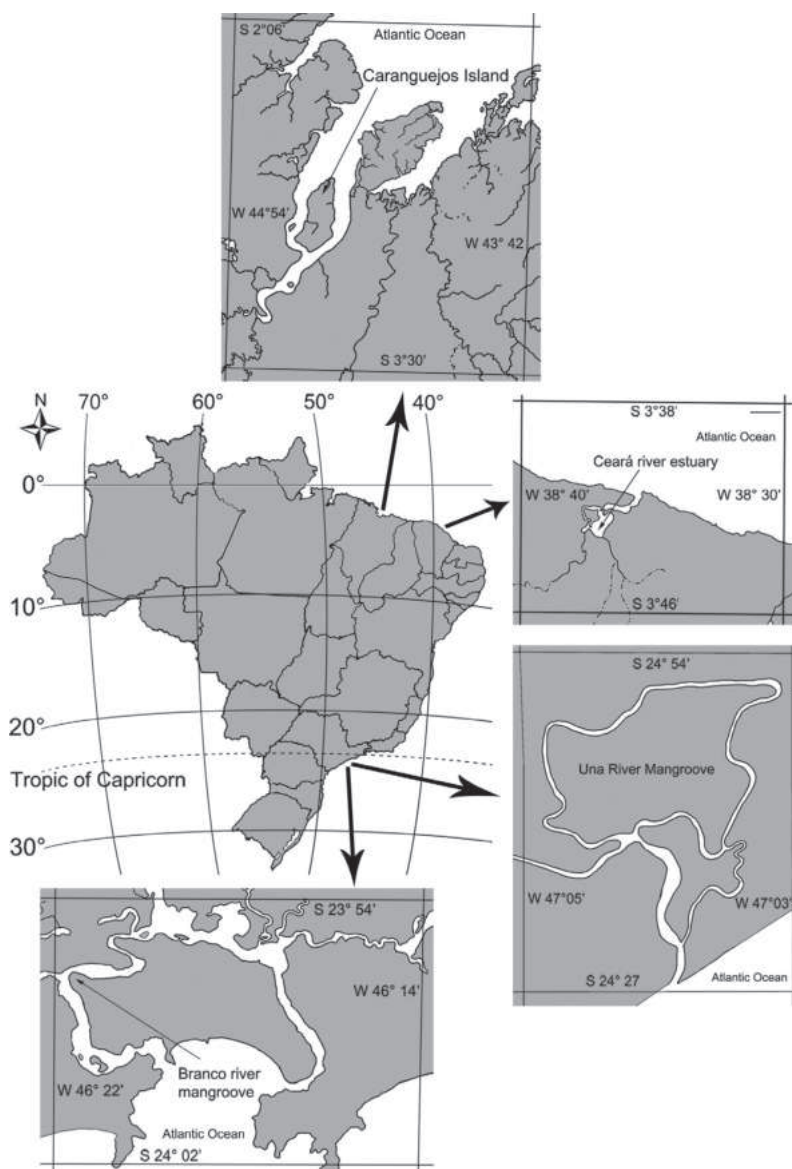 S 2°06'
Atlantic Ocean
Caranguejos Island
W 44°54'
W 43° 42
S 3°30'
N
70°
60°
50°
40°
0°
10°
20°
Tropic of Capricorn
30°
S 3°38'
Atlantic Ocean
Ceará river estuary
W 38° 40'
W 38° 30'
S 3°46'
S 24° 54'
Una River Mangroove
W 47°05'
W 47°03'
S 24° 27
Atlantic Ocean
S 23° 54'
W 46° 14'
Branco river
mangroove
W 46° 22'
Atlantic Ocean
S 24° 02'